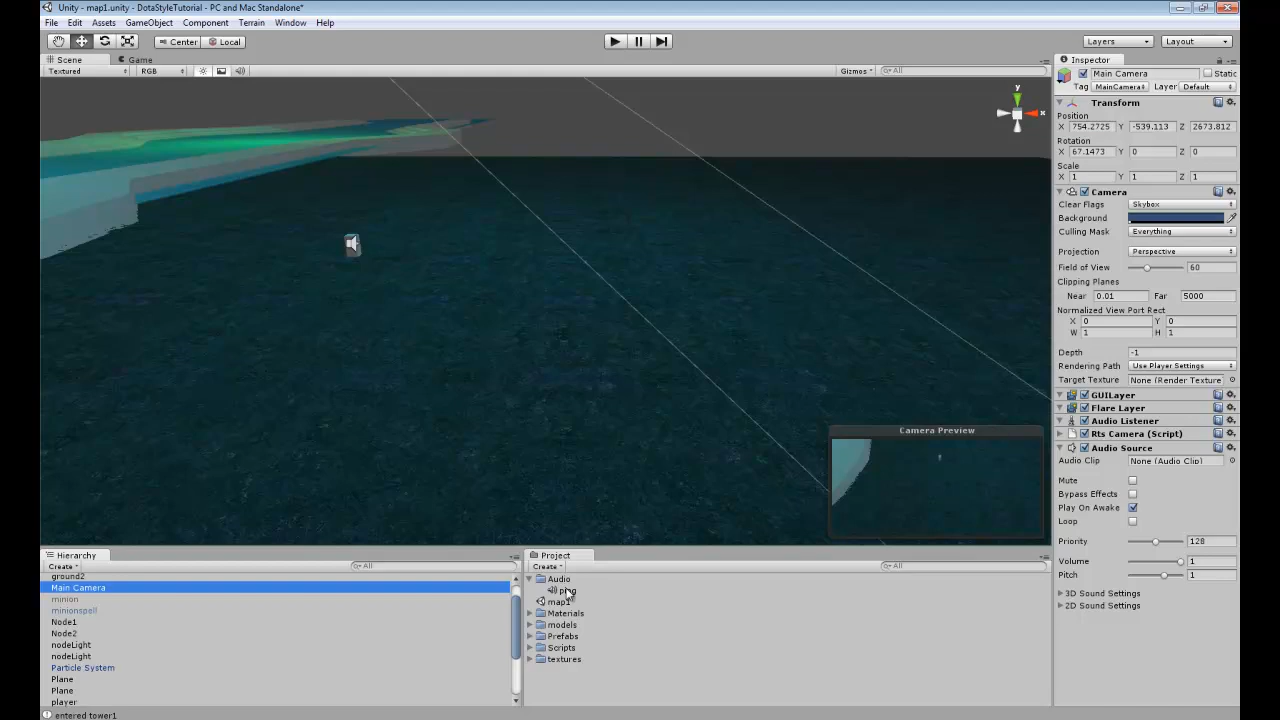 Unity - map1.unity - DotaStyleTutorial - PC and Mac Standalone*
File Edit Assets GameObject Component Terrain Window Help
Center Local Layers Layout
Scene Game
Textured RGB Gizmos All
y
x
Inspector
Main Camera Static
Tag MainCamera Layer Default
Transform
Position
X 754.2725 Y -539.113 Z 2673.812
Rotation
X 67.1473 Y 0 Z 0
Scale
X 1 Y 1 Z 1
Camera
Clear Flags Skybox
Background
Culling Mask Everything
Projection Perspective
Field of View 60
Clipping Planes
Near 0.01 Far 5000
Normalized View Port Rect
X 0 Y 0
W 1 H 1
Depth -1
Rendering Path Use Player Settings
Target Texture None (Render Texture
GUILayer
Flare Layer
Audio Listener
Rts Camera (Script)
Audio Source
Audio Clip None (Audio Clip)
Mute
Bypass Effects
Play On Awake
Loop
Priority 128
Volume 1
Pitch 1
3D Sound Settings
2D Sound Settings
Camera Preview
Hierarchy
Create All
ground2
Main Camera
minion
minionspell
Node1
Node2
nodeLight
nodeLight
Particle System
Plane
Plane
player
Project
Create All
Audio
map1
Materials
models
Prefabs
Scripts
textures
entered tower1